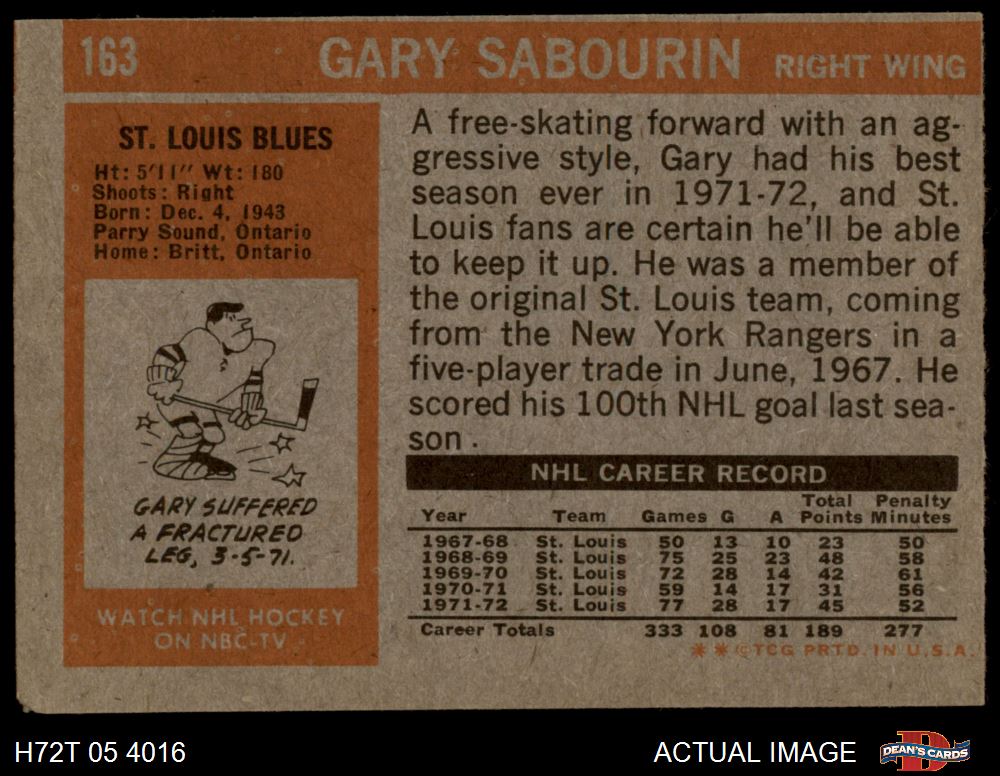 163 GARY SABOURIN RIGHT WING
ST. LOUIS BLUES
Ht: 5'11" Wt: 180
Shoots: Right
Born: Dec. 4, 1943
Parry Sound, Ontario
Home: Britt, Ontario
GARY SUFFERED
A FRACTURED
LEG, 3-5-71.
WATCH NHL HOCKEY
ON NBC-TV
A free-skating forward with an ag-
gressive style, Gary had his best
season ever in 1971-72, and St.
Louis fans are certain he'll be able
to keep it up. He was a member of
the original St. Louis team, coming
from the New York Rangers in a
five-player trade in June, 1967. He
scored his 100th NHL goal last sea-
son.
NHL CAREER RECORD
Year Team Games G A Total Points Penalty Minutes
1967-68 St. Louis 50 13 10 23 50
1968-69 St. Louis 75 25 23 48 58
1969-70 St. Louis 72 28 14 42 61
1970-71 St. Louis 59 14 17 31 56
1971-72 St. Louis 77 28 17 45 52
Career Totals 333 108 81 189 277
**©TCG PRTD. IN U.S.A.
H72T 05 4016
ACTUAL IMAGE
DEAN'S CARDS